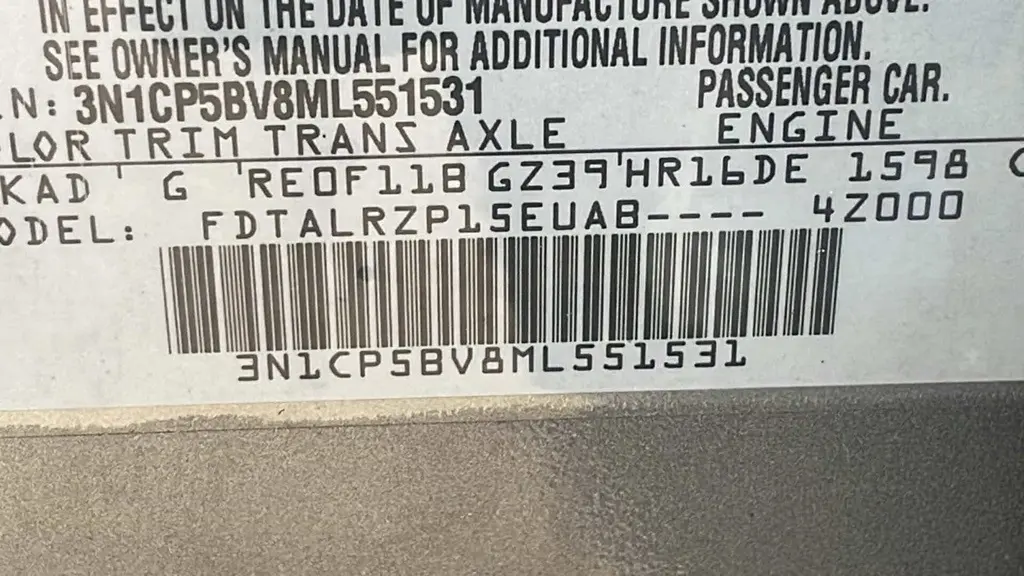 IN EFFECT ON THE DATE OF MANUFACTURE SHOWN ABOVE.
SEE OWNER'S MANUAL FOR ADDITIONAL INFORMATION.
N: 3N1CP5BV8ML551531 PASSENGER CAR.
LOR TRIM TRANS AXLE ENGINE
KAD G RE0F11B GZ39 HR16DE 1598 C
ODEL: FDTALRZP15EUAB---- 4Z000
3N1CP5BV8ML551531